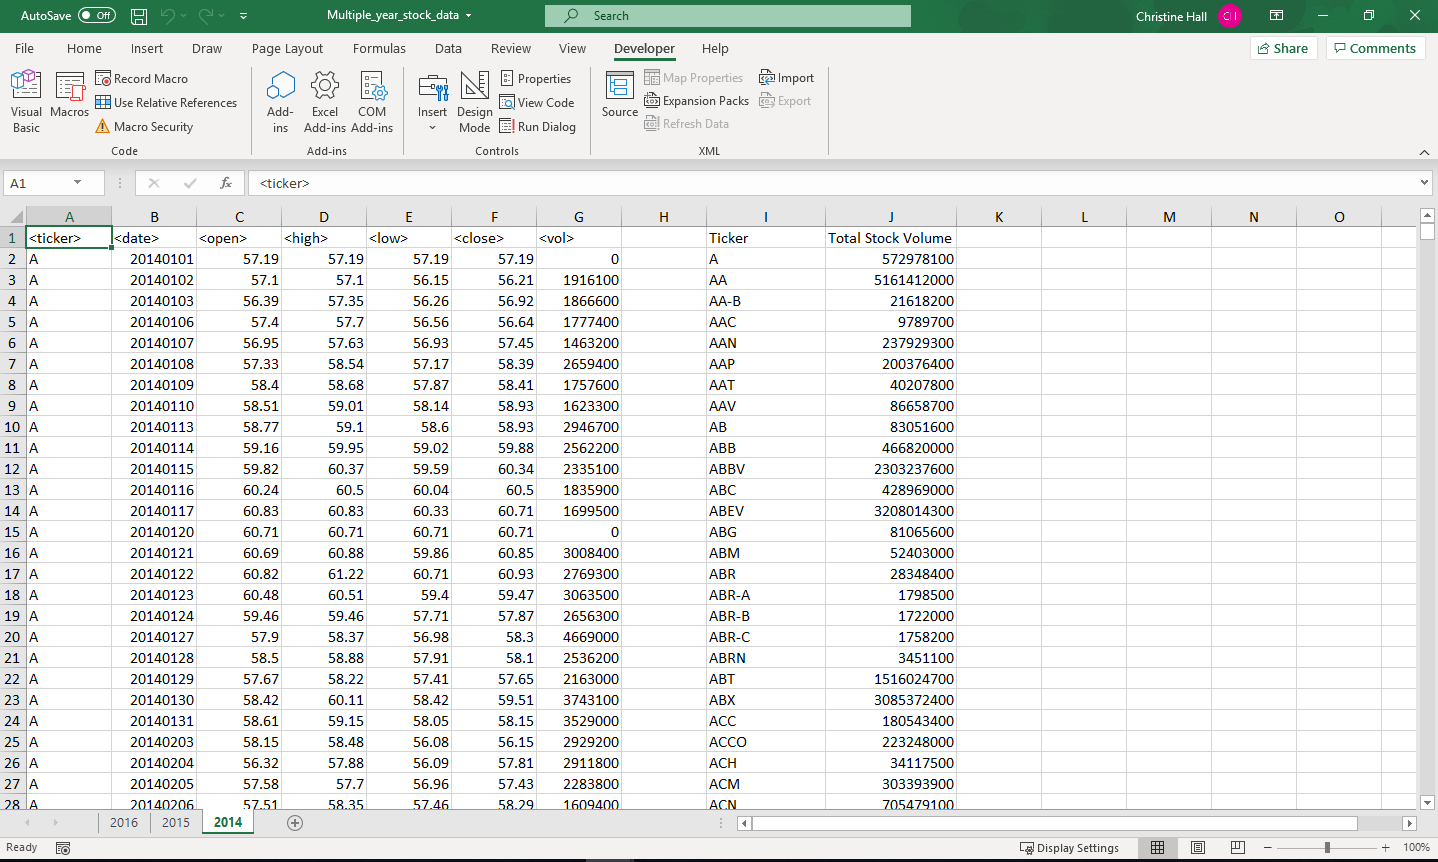 AutoSave Off Multiple_year_stock_data Search Christine Hall CH
File Home Insert Draw Page Layout Formulas Data Review View Developer Help Share Comments
Visual Basic
Macros
Record Macro
Use Relative References
Macro Security
Code
Add-ins
Excel Add-ins
COM Add-ins
Add-ins
Insert
Design Mode
Properties
View Code
Run Dialog
Controls
Source
Map Properties
Expansion Packs
Refresh Data
Import
Export
XML
A1 fx <ticker>
A B C D E F G H I J K L M N O
1 <ticker> <date> <open> <high> <low> <close> <vol> Ticker Total Stock Volume
2 A 20140101 57.19 57.19 57.19 57.19 0 A 572978100
3 A 20140102 57.1 57.1 56.15 56.21 1916100 AA 5161412000
4 A 20140103 56.39 57.35 56.26 56.92 1866600 AA-B 21618200
5 A 20140106 57.4 57.7 56.56 56.64 1777400 AAC 9789700
6 A 20140107 56.95 57.63 56.93 57.45 1463200 AAN 237929300
7 A 20140108 57.33 58.54 57.17 58.39 2659400 AAP 200376400
8 A 20140109 58.4 58.68 57.87 58.41 1757600 AAT 40207800
9 A 20140110 58.51 59.01 58.14 58.93 1623300 AAV 86658700
10 A 20140113 58.77 59.1 58.6 58.93 2946700 AB 83051600
11 A 20140114 59.16 59.95 59.02 59.88 2562200 ABB 466820000
12 A 20140115 59.82 60.37 59.59 60.34 2335100 ABBV 2303237600
13 A 20140116 60.24 60.5 60.04 60.5 1835900 ABC 428969000
14 A 20140117 60.83 60.83 60.33 60.71 1699500 ABEV 3208014300
15 A 20140120 60.71 60.71 60.71 60.71 0 ABG 81065600
16 A 20140121 60.69 60.88 59.86 60.85 3008400 ABM 52403000
17 A 20140122 60.82 61.22 60.71 60.93 2769300 ABR 28348400
18 A 20140123 60.48 60.51 59.4 59.47 3063500 ABR-A 1798500
19 A 20140124 59.46 59.46 57.71 57.87 2656300 ABR-B 1722000
20 A 20140127 57.9 58.37 56.98 58.3 4669000 ABR-C 1758200
21 A 20140128 58.5 58.88 57.91 58.1 2536200 ABRN 3451100
22 A 20140129 57.67 58.22 57.41 57.65 2163000 ABT 1516024700
23 A 20140130 58.42 60.11 58.42 59.51 3743100 ABX 3085372400
24 A 20140131 58.61 59.15 58.05 58.15 3529000 ACC 180543400
25 A 20140203 58.15 58.48 56.08 56.15 2929200 ACCO 223248000
26 A 20140204 56.32 57.88 56.09 57.81 2911800 ACH 34117500
27 A 20140205 57.58 57.7 56.96 57.43 2283800 ACM 303393900
28 A 20140206 57.51 58.35 57.46 58.29 1609400 ACN 705479100
2016 2015 2014
Ready Display Settings 100%